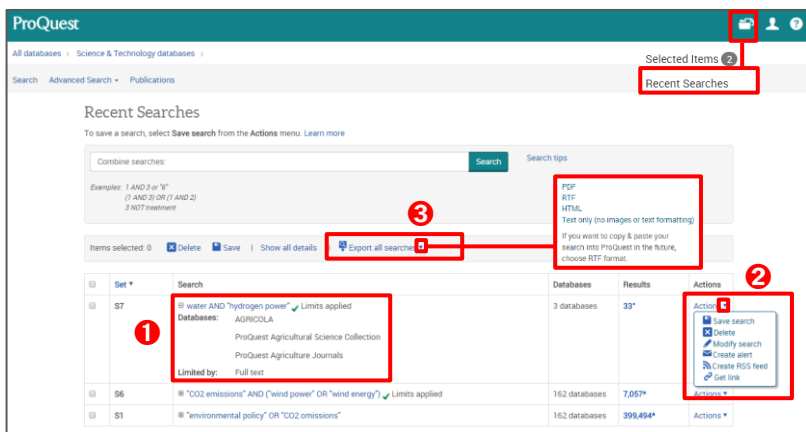 ProQuest
All databases > Science & Technology databases >
Selected Items 2
Search Advanced Search Publications
Recent Searches
Recent Searches
To save a search, select Save search from the Actions menu. Learn more
Combine searches:
Search
Search tips
Examples: 1 AND 3 or "6"
(1 AND 3) OR (1 AND 2)
3 NOT treatment
PDF
RTF
HTML
Text only (no images or text formatting)
If you want to copy & paste your
search into ProQuest in the future,
choose RTF format.
3
Items selected: 0 Delete Save | Show all details | Export all searches
Set Search Databases Results Actions
2
S7 water AND "hydrogen power" Limits applied 3 databases 33* Actions
1
Databases: AGRICOLA
ProQuest Agricultural Science Collection
ProQuest Agriculture Journals
Limited by: Full text
Save search
Delete
Modify search
Create alert
Create RSS feed
Get link
S6 "CO2 emissions" AND ("wind power" OR "wind energy") Limits applied 162 databases 7,057* Actions
S1 "environmental policy" OR "CO2 omissions" 162 databases 399,494* Actions